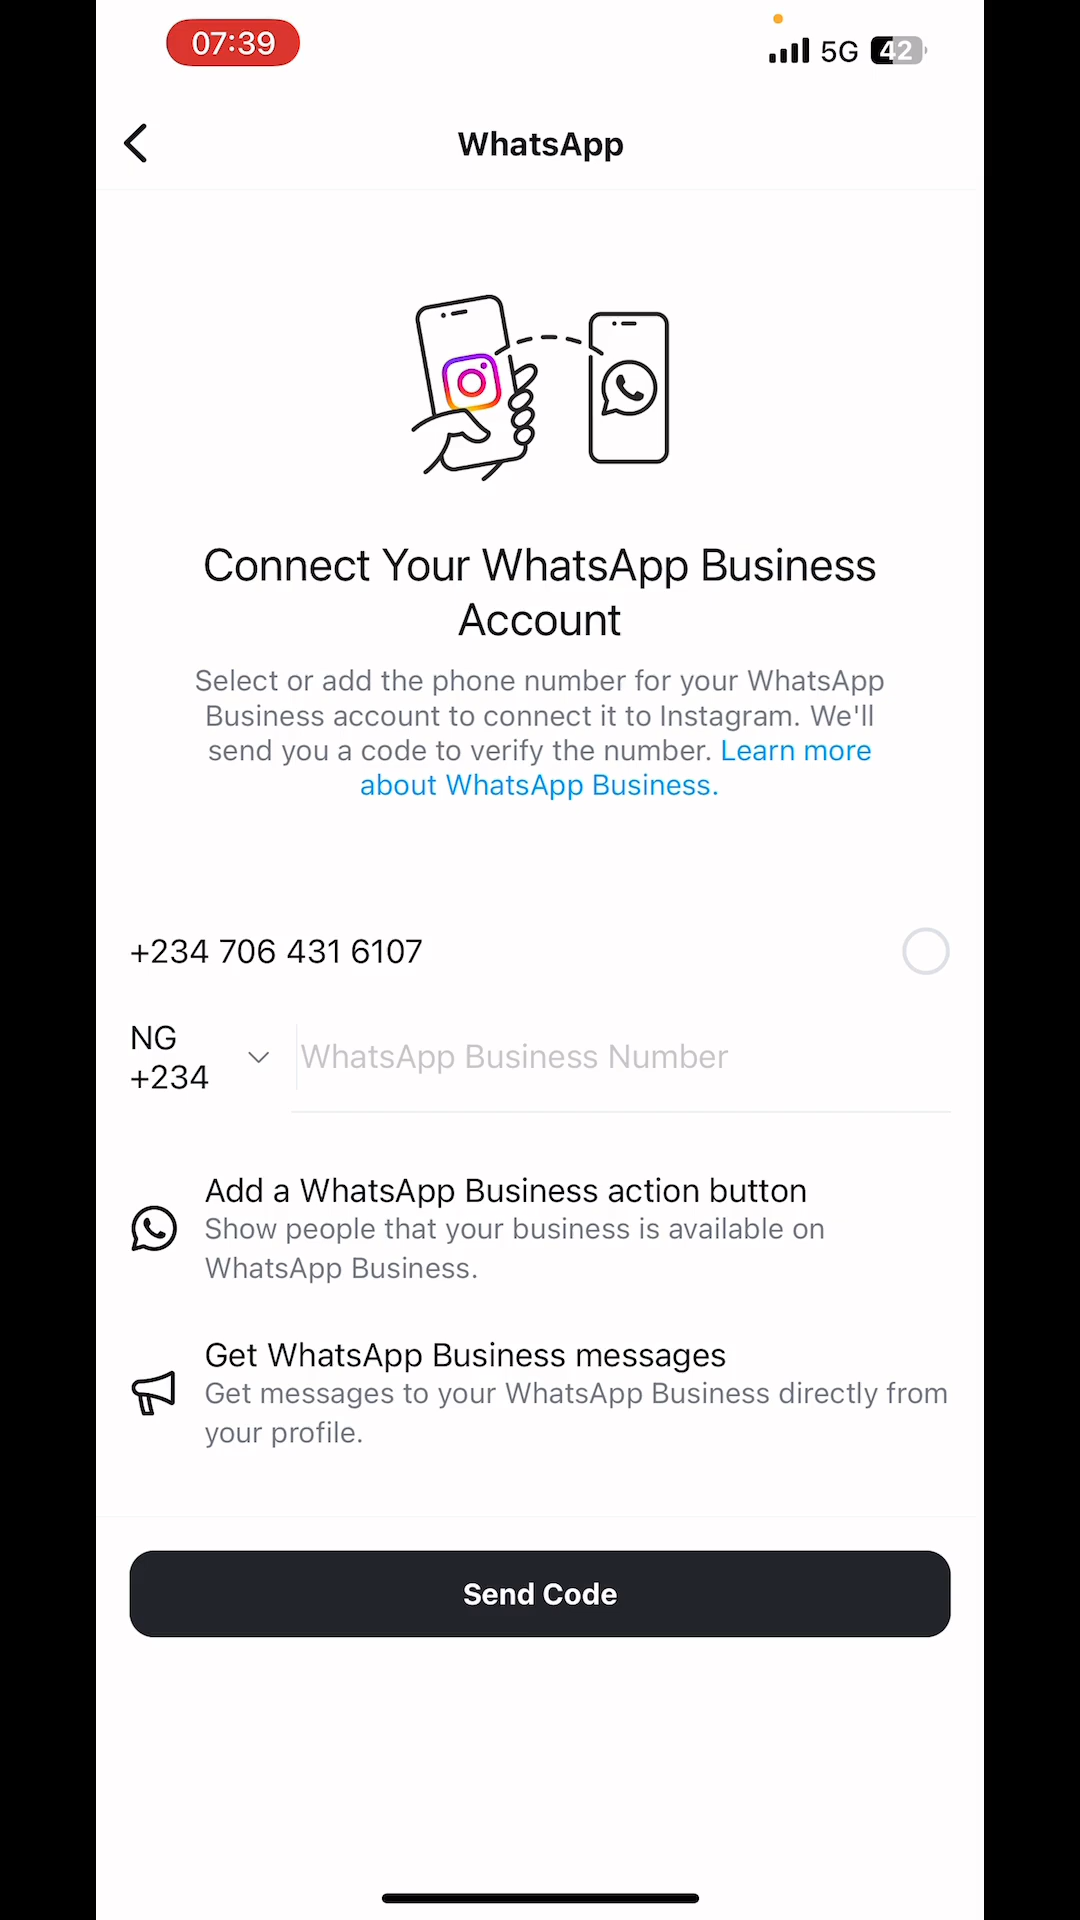 07:39
5G 42
WhatsApp
Connect Your WhatsApp Business
Account
Select or add the phone number for your WhatsApp
Business account to connect it to Instagram. We'll
send you a code to verify the number. Learn more
about WhatsApp Business.
+234 706 431 6107
NG
+234
WhatsApp Business Number
Add a WhatsApp Business action button
Show people that your business is available on
WhatsApp Business.
Get WhatsApp Business messages
Get messages to your WhatsApp Business directly from
your profile.
Send Code